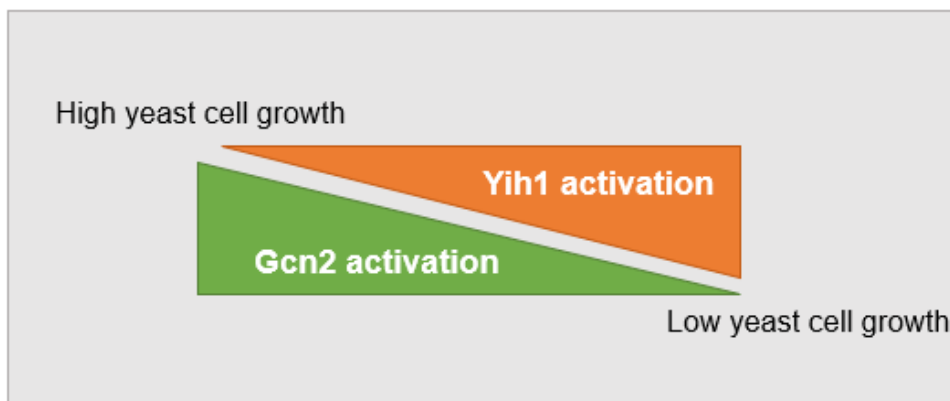 High yeast cell growth
Yih1 activation
Gcn2 activation
Low yeast cell growth